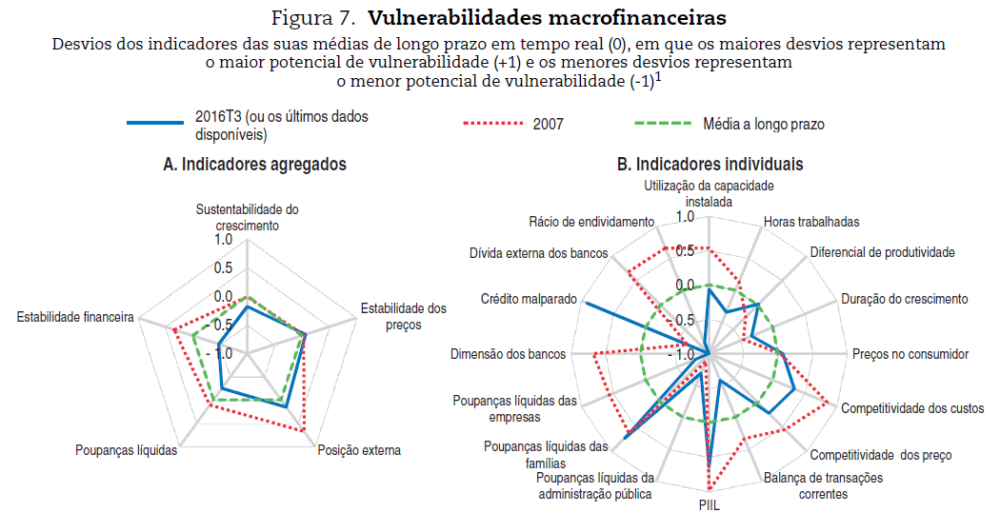 Figura 7. Vulnerabilidades macrofinanceiras
Desvios dos indicadores das suas médias de longo prazo em tempo real (0), em que os maiores desvios representam
o maior potencial de vulnerabilidade (+1) e os menores desvios representam
o menor potencial de vulnerabilidade (-1)1
2016T3 (ou os últimos dados
disponíveis)
2007
Média a longo prazo
A. Indicadores agregados
Sustentabilidade do
crescimento
1.0
0.5
0.0
- 0.5
- 1.0
Estabilidade financeira
Estabilidade dos
preços
Poupanças líquidas
Posição externa
B. Indicadores individuais
Utilização da capacidade
instalada
1.0
0.5
0.0
- 0.5
- 1.0
Rácio de endividamento
Horas trabalhadas
Dívida externa dos bancos
Diferencial de produtividade
Crédito malparado
Duração do crescimento
Dimensão dos bancos
Preços no consumidor
Poupanças líquidas das
empresas
Competitividade dos custos
Poupanças líquidas das
famílias
Competitividade dos preço
Poupanças líquidas da
administração pública
Balança de transações
correntes
PIIL